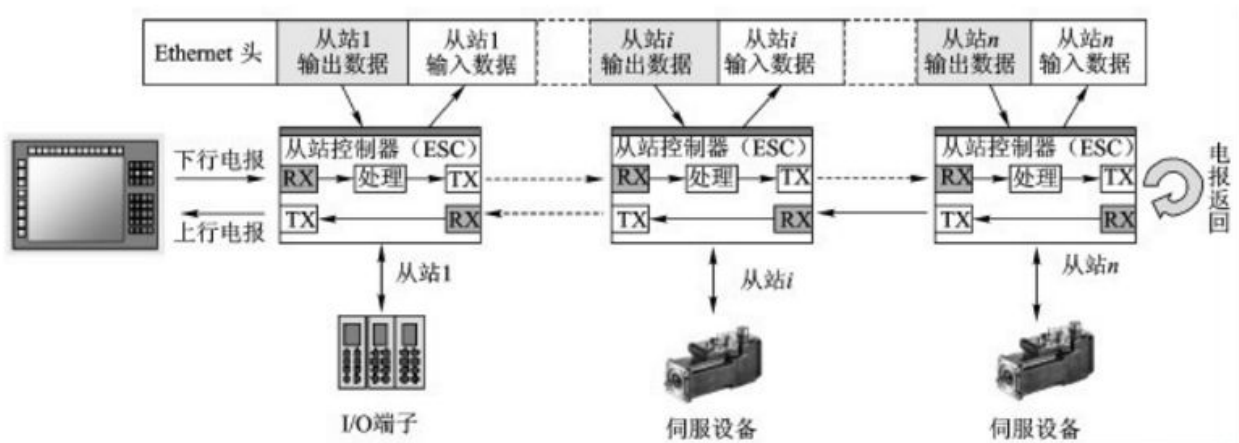 Ethernet 头
从站1
输出数据
从站1
输入数据
从站i
输出数据
从站i
输入数据
从站n
输出数据
从站n
输入数据
下行电报
上行电报
从站控制器（ESC）
RX
处理
TX
TX
RX
从站控制器（ESC）
RX
处理
TX
TX
RX
从站控制器（ESC）
RX
处理
TX
TX
RX
电报返回
从站1
从站i
从站n
I/O端子
伺服设备
伺服设备